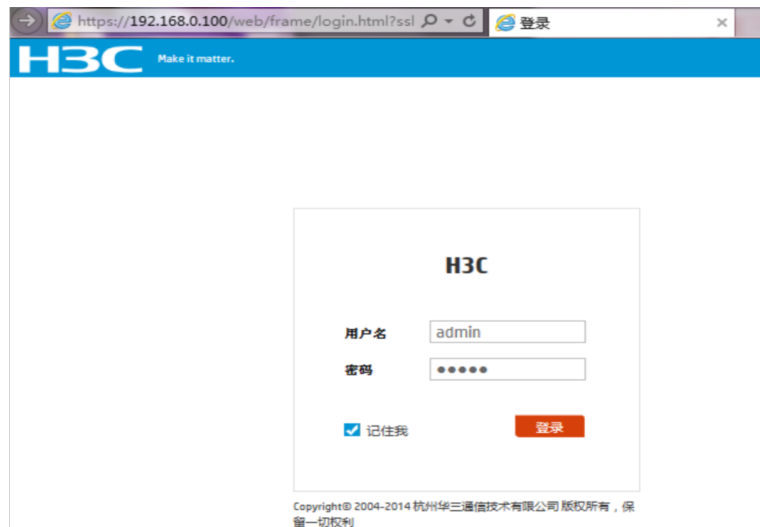 https://192.168.0.100/web/frame/login.html?ssl
登录
H3C Make it matter.
H3C
用户名 admin
密码 ●●●●●
记住我 登录
Copyright© 2004-2014 杭州华三通信技术有限公司 版权所有，保
留一切权利